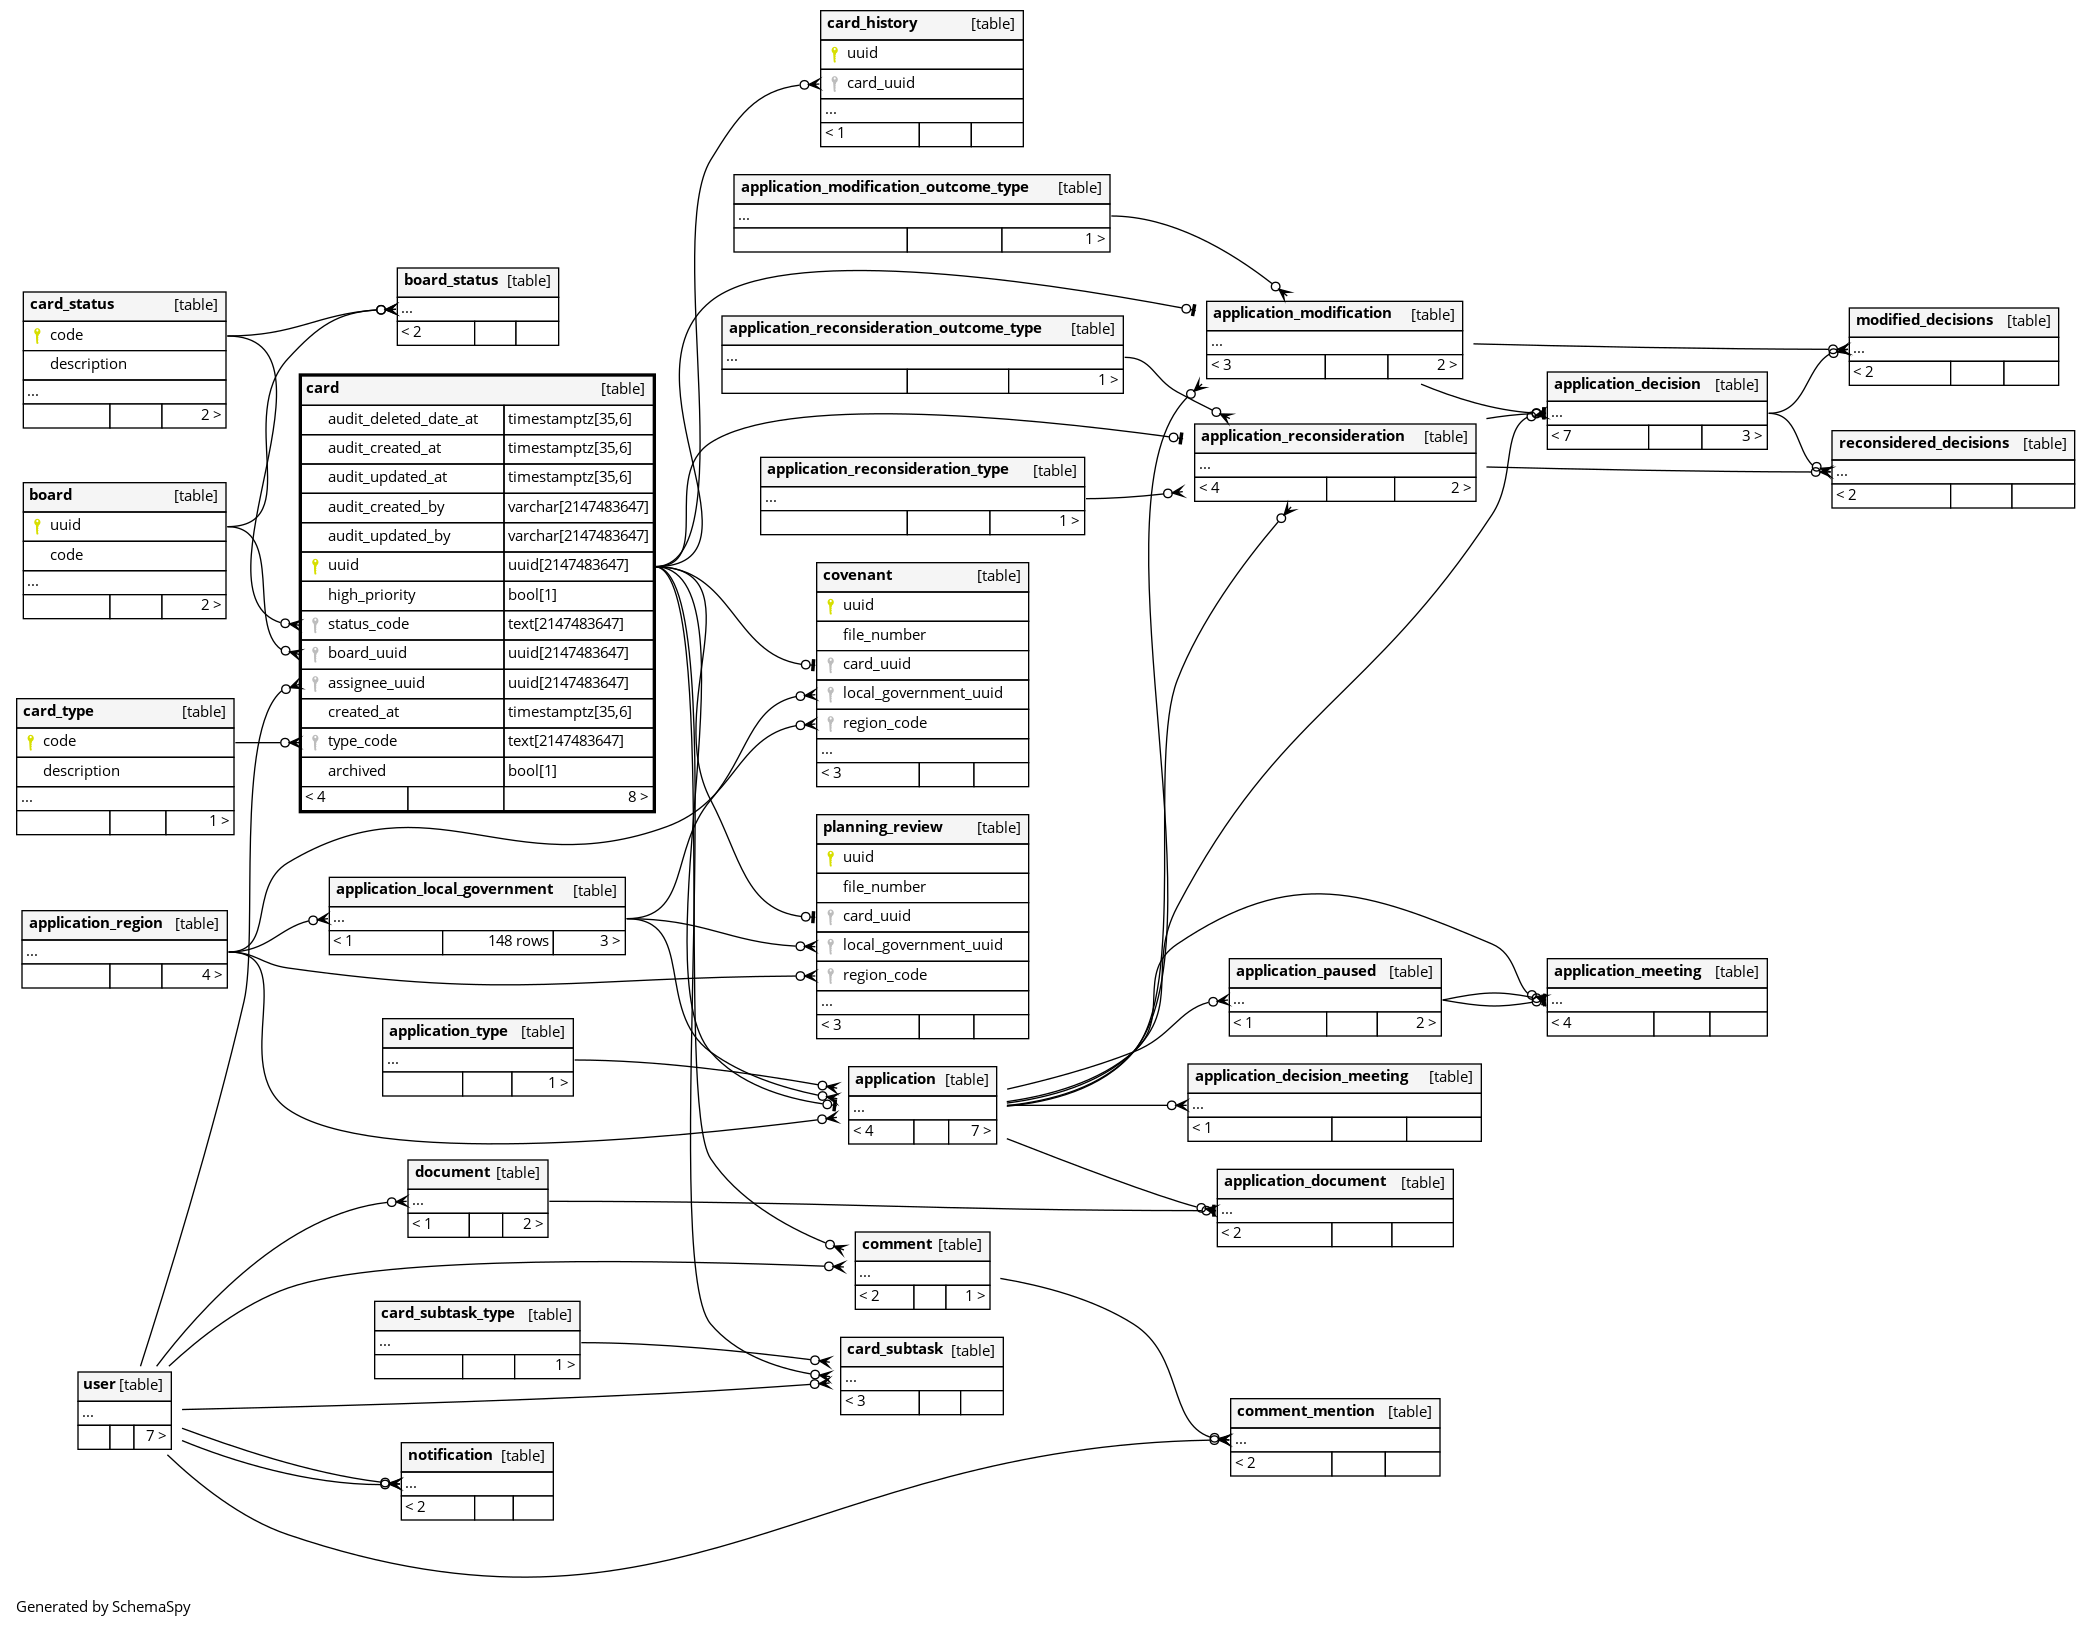 card_history [table]
uuid
card_uuid
...
< 1
application_modification_outcome_type [table]
...
1 >
board_status [table]
...
< 2
card_status [table]
code
description
...
2 >
application_modification [table]
...
< 3 2 >
modified_decisions [table]
...
< 2
application_reconsideration_outcome_type [table]
...
1 >
application_decision [table]
...
< 7 3 >
card [table]
audit_deleted_date_at timestamptz[35,6]
audit_created_at timestamptz[35,6]
audit_updated_at timestamptz[35,6]
audit_created_by varchar[2147483647]
audit_updated_by varchar[2147483647]
uuid uuid[2147483647]
high_priority bool[1]
status_code text[2147483647]
board_uuid uuid[2147483647]
assignee_uuid uuid[2147483647]
created_at timestamptz[35,6]
type_code text[2147483647]
archived bool[1]
< 4 8 >
application_reconsideration [table]
...
< 4 2 >
reconsidered_decisions [table]
...
< 2
application_reconsideration_type [table]
...
1 >
board [table]
uuid
code
...
2 >
covenant [table]
uuid
file_number
card_uuid
local_government_uuid
region_code
...
< 3
card_type [table]
code
description
...
1 >
planning_review [table]
uuid
file_number
card_uuid
local_government_uuid
region_code
...
< 3
application_local_government [table]
...
< 1 148 rows 3 >
application_region [table]
...
4 >
application_paused [table]
...
< 1 2 >
application_meeting [table]
...
< 4
application_type [table]
...
1 >
application [table]
...
< 4 7 >
application_decision_meeting [table]
...
< 1
document [table]
...
< 1 2 >
application_document [table]
...
< 2
comment [table]
...
< 2 1 >
card_subtask_type [table]
...
1 >
card_subtask [table]
...
< 3
user [table]
...
7 >
comment_mention [table]
...
< 2
notification [table]
...
< 2
Generated by SchemaSpy